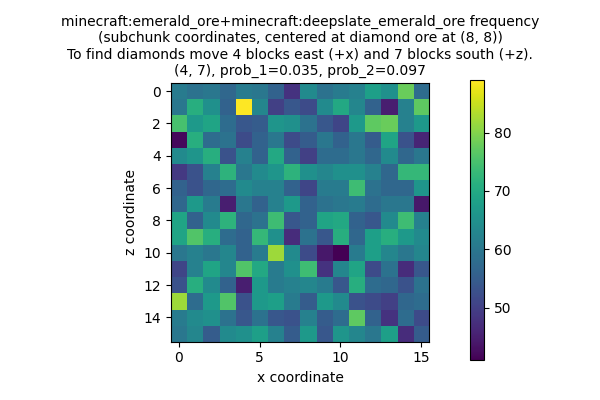 minecraft:emerald_ore+minecraft:deepslate_emerald_ore frequency
(subchunk coordinates, centered at diamond ore at (8, 8))
To find diamonds move 4 blocks east (+x) and 7 blocks south (+z).
(4, 7), prob_1=0.035, prob_2=0.097
z coordinate
0
2
4
6
8
10
12
14
0 5 10 15
x coordinate
80
70
60
50